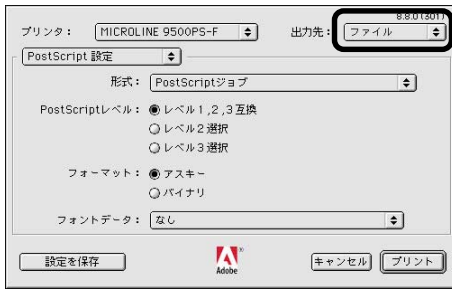 8.8.0 (301)
プリンタ： MICROLINE 9500PS-F 出力先： ファイル
PostScript 設定
形式： PostScriptジョブ
PostScriptレベル： レベル1,2,3互換
レベル2選択
レベル3選択
フォーマット： アスキー
バイナリ
フォントデータ： なし
設定を保存 Adobe キャンセル プリント